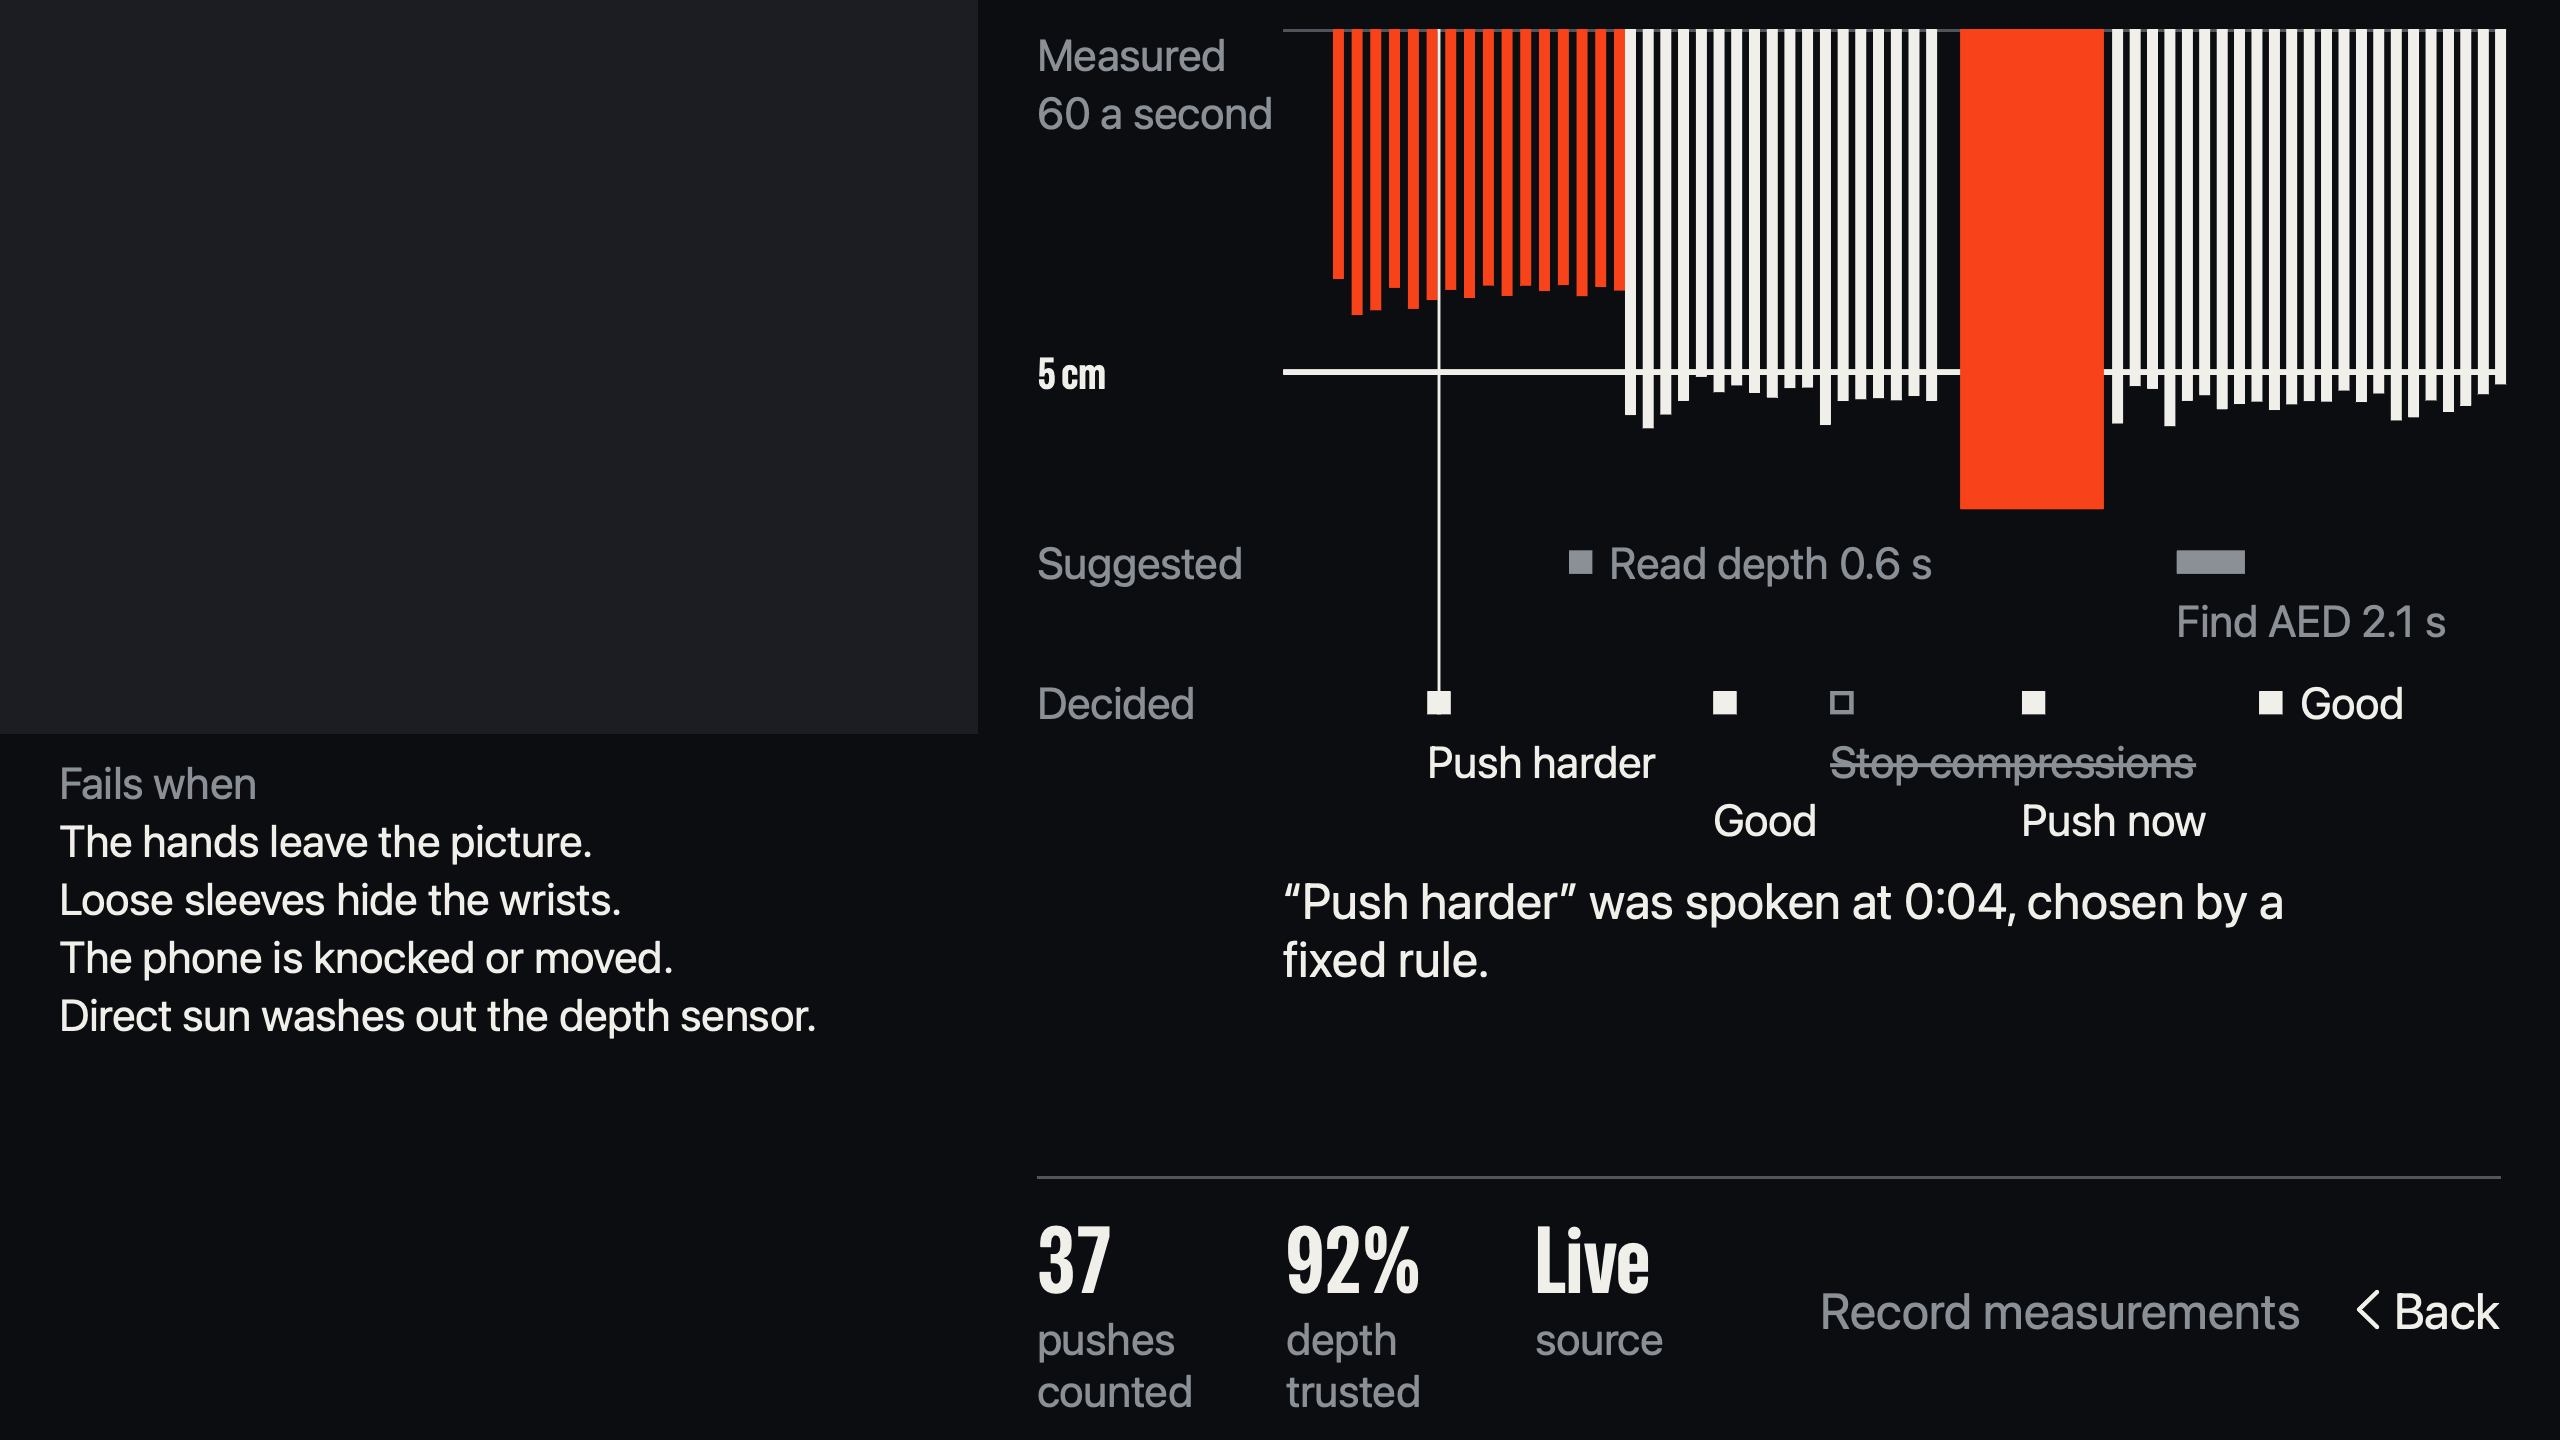 Measured
60 a second
5 cm
Suggested
Read depth 0.6 s
Find AED 2.1 s
Decided
Good
Push harder
Stop compressions
Good
Push now
“Push harder” was spoken at 0:04, chosen by a
fixed rule.
Fails when
The hands leave the picture.
Loose sleeves hide the wrists.
The phone is knocked or moved.
Direct sun washes out the depth sensor.
37
pushes
counted
92%
depth
trusted
Live
source
Record measurements
Back